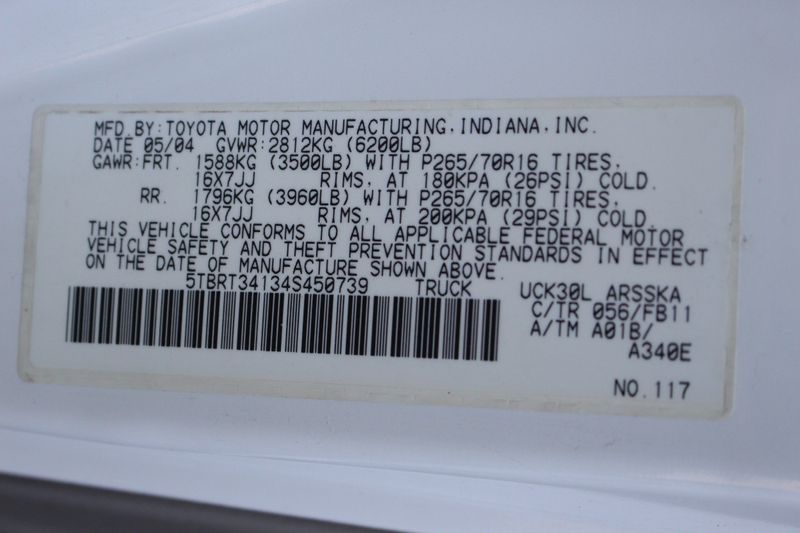 MFD.BY:TOYOTA MOTOR MANUFACTURING,INDIANA,INC.
DATE 05/04 GVWR:2812KG (6200LB)
GAWR:FRT. 1588KG (3500LB) WITH P265/70R16 TIRES,
16X7JJ RIMS, AT 180KPA (26PSI) COLD.
RR. 1796KG (3960LB) WITH P265/70R16 TIRES,
16X7JJ RIMS, AT 200KPA (29PSI) COLD
THIS VEHICLE CONFORMS TO ALL APPLICABLE FEDERAL MOTOR
VEHICLE SAFETY AND THEFT PREVENTION STANDARDS IN EFFECT
ON THE DATE OF MANUFACTURE SHOWN ABOVE.
5TBRT34134S450739 TRUCK
UCK30L ARSSKA
C/TR 056/FB11
A/TM A01B/
A340E
NO.117